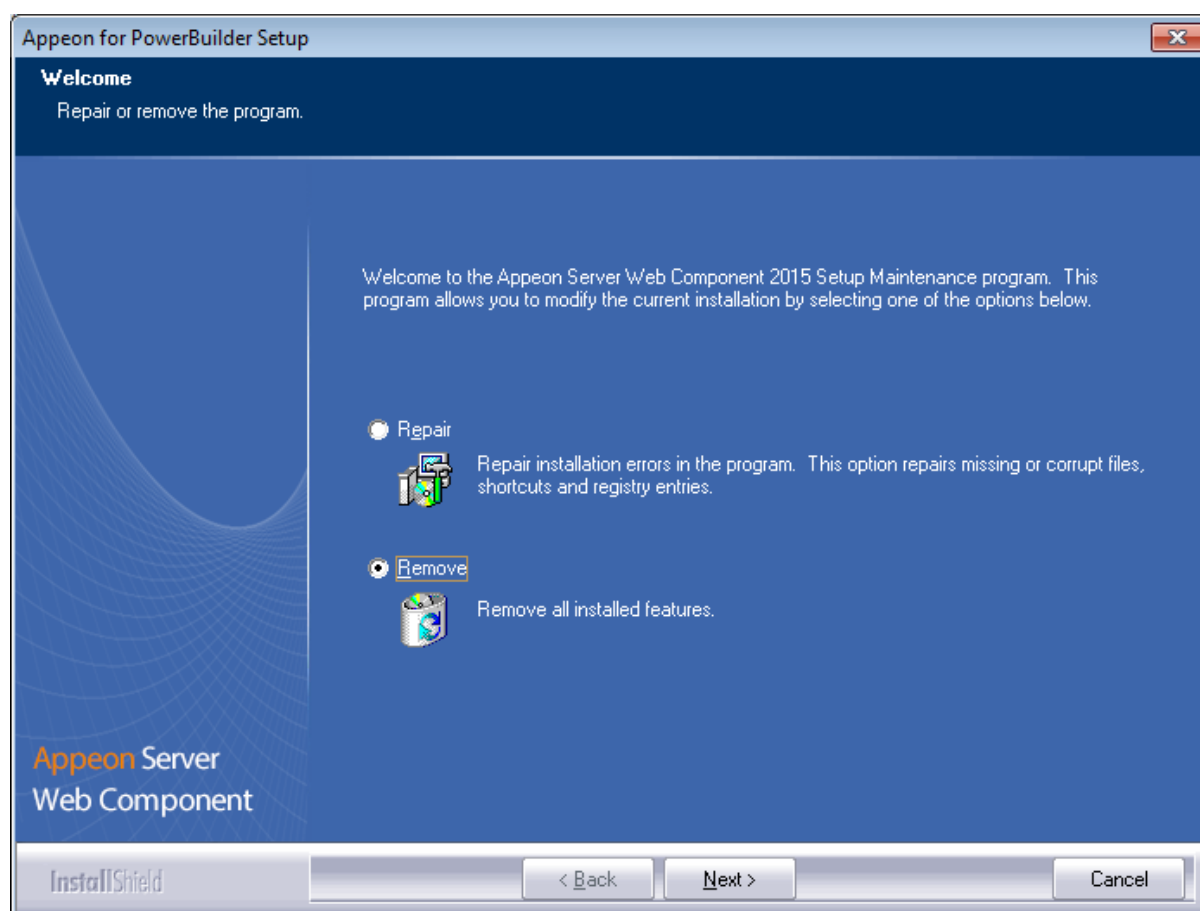 Appeon for PowerBuilder Setup
Welcome
Repair or remove the program.
Welcome to the Appeon Server Web Component 2015 Setup Maintenance program. This
program allows you to modify the current installation by selecting one of the options below.
Repair
Repair installation errors in the program. This option repairs missing or corrupt files,
shortcuts and registry entries.
Remove
Remove all installed features.
Appeon Server
Web Component
InstallShield
< Back
Next >
Cancel